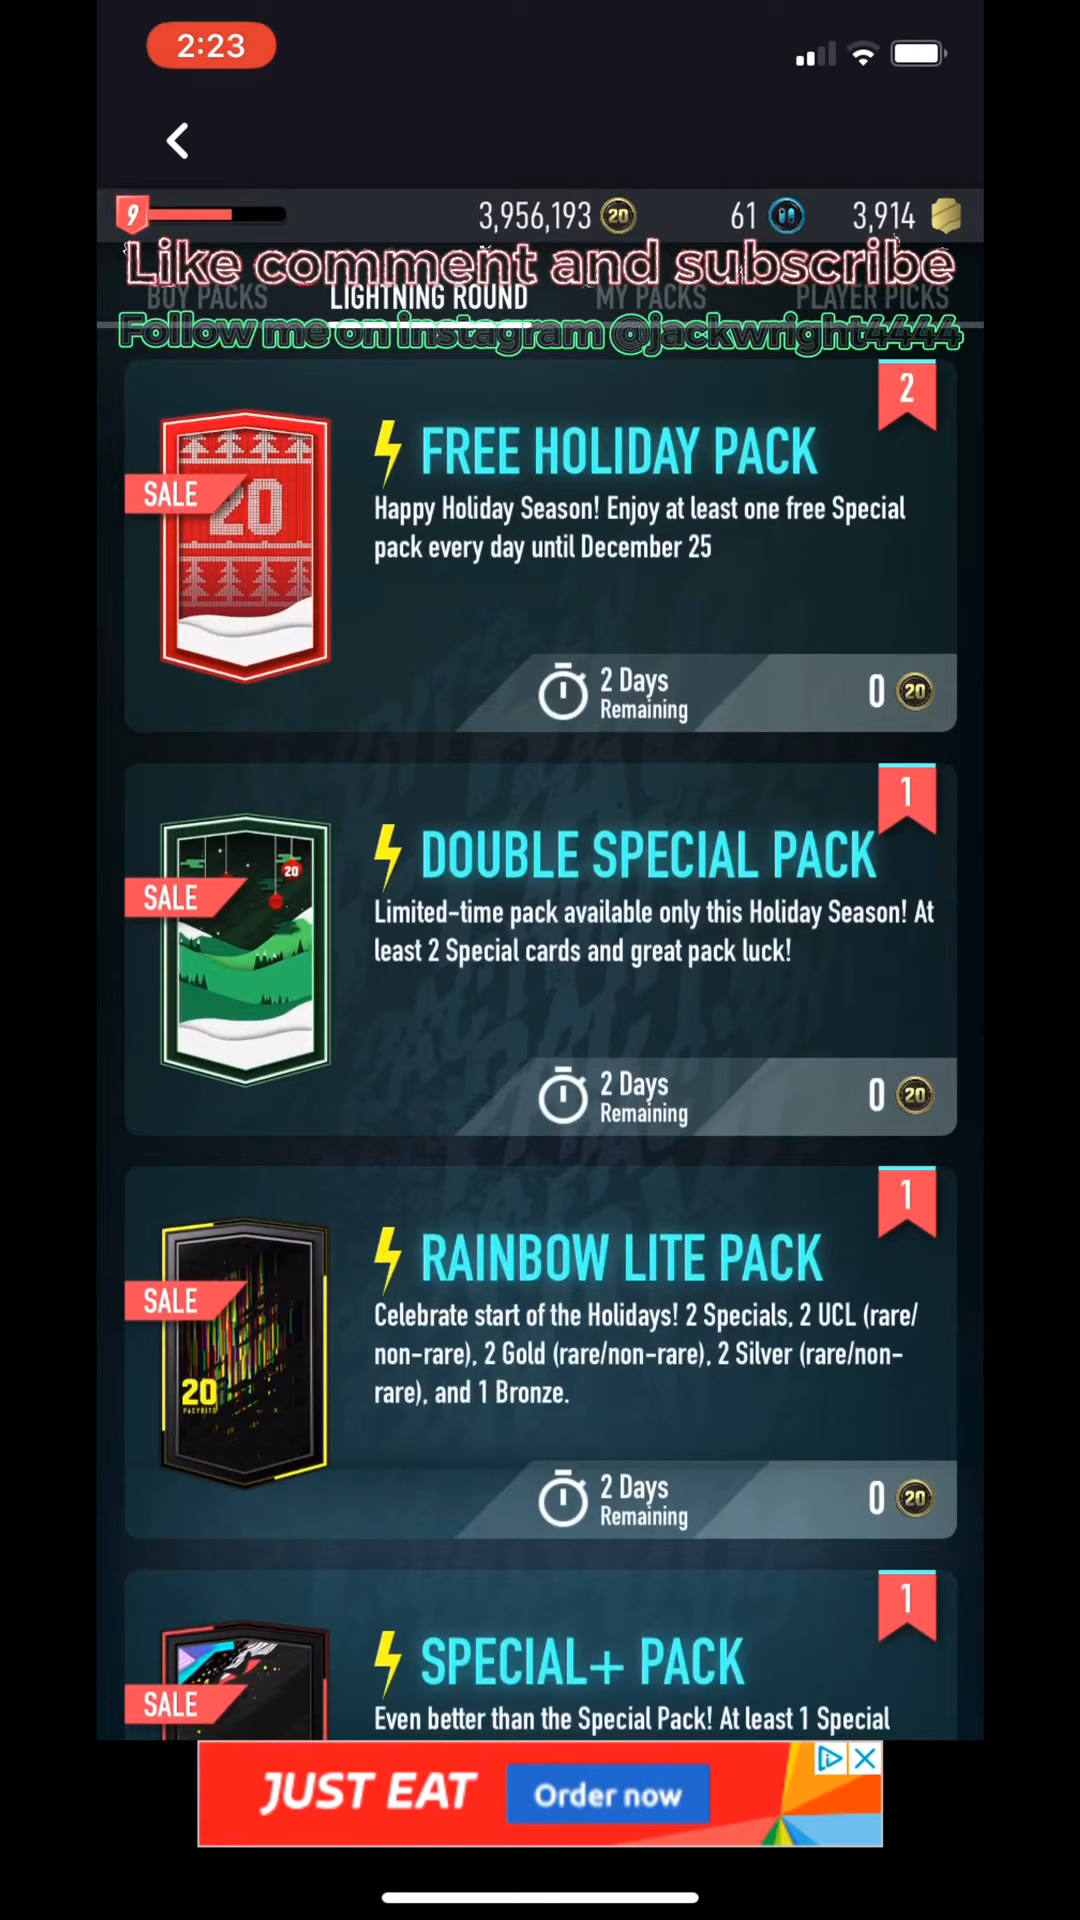 2:23
9
3,956,193 20 61 3,914
Like comment and subscribe
BUY PACKS LIGHTNING ROUND MY PACKS PLAYER PICKS
Follow me on instagram @jackwright4444
2
SALE
20
FREE HOLIDAY PACK
Happy Holiday Season! Enjoy at least one free Special
pack every day until December 25
2 Days
Remaining
0 20
1
SALE
20
DOUBLE SPECIAL PACK
Limited-time pack available only this Holiday Season! At
least 2 Special cards and great pack luck!
2 Days
Remaining
0 20
1
SALE
20
PACYBITS
RAINBOW LITE PACK
Celebrate start of the Holidays! 2 Specials, 2 UCL (rare/
non-rare), 2 Gold (rare/non-rare), 2 Silver (rare/non-
rare), and 1 Bronze.
2 Days
Remaining
0 20
1
SALE
SPECIAL+ PACK
Even better than the Special Pack! At least 1 Special
JUST EAT
Order now